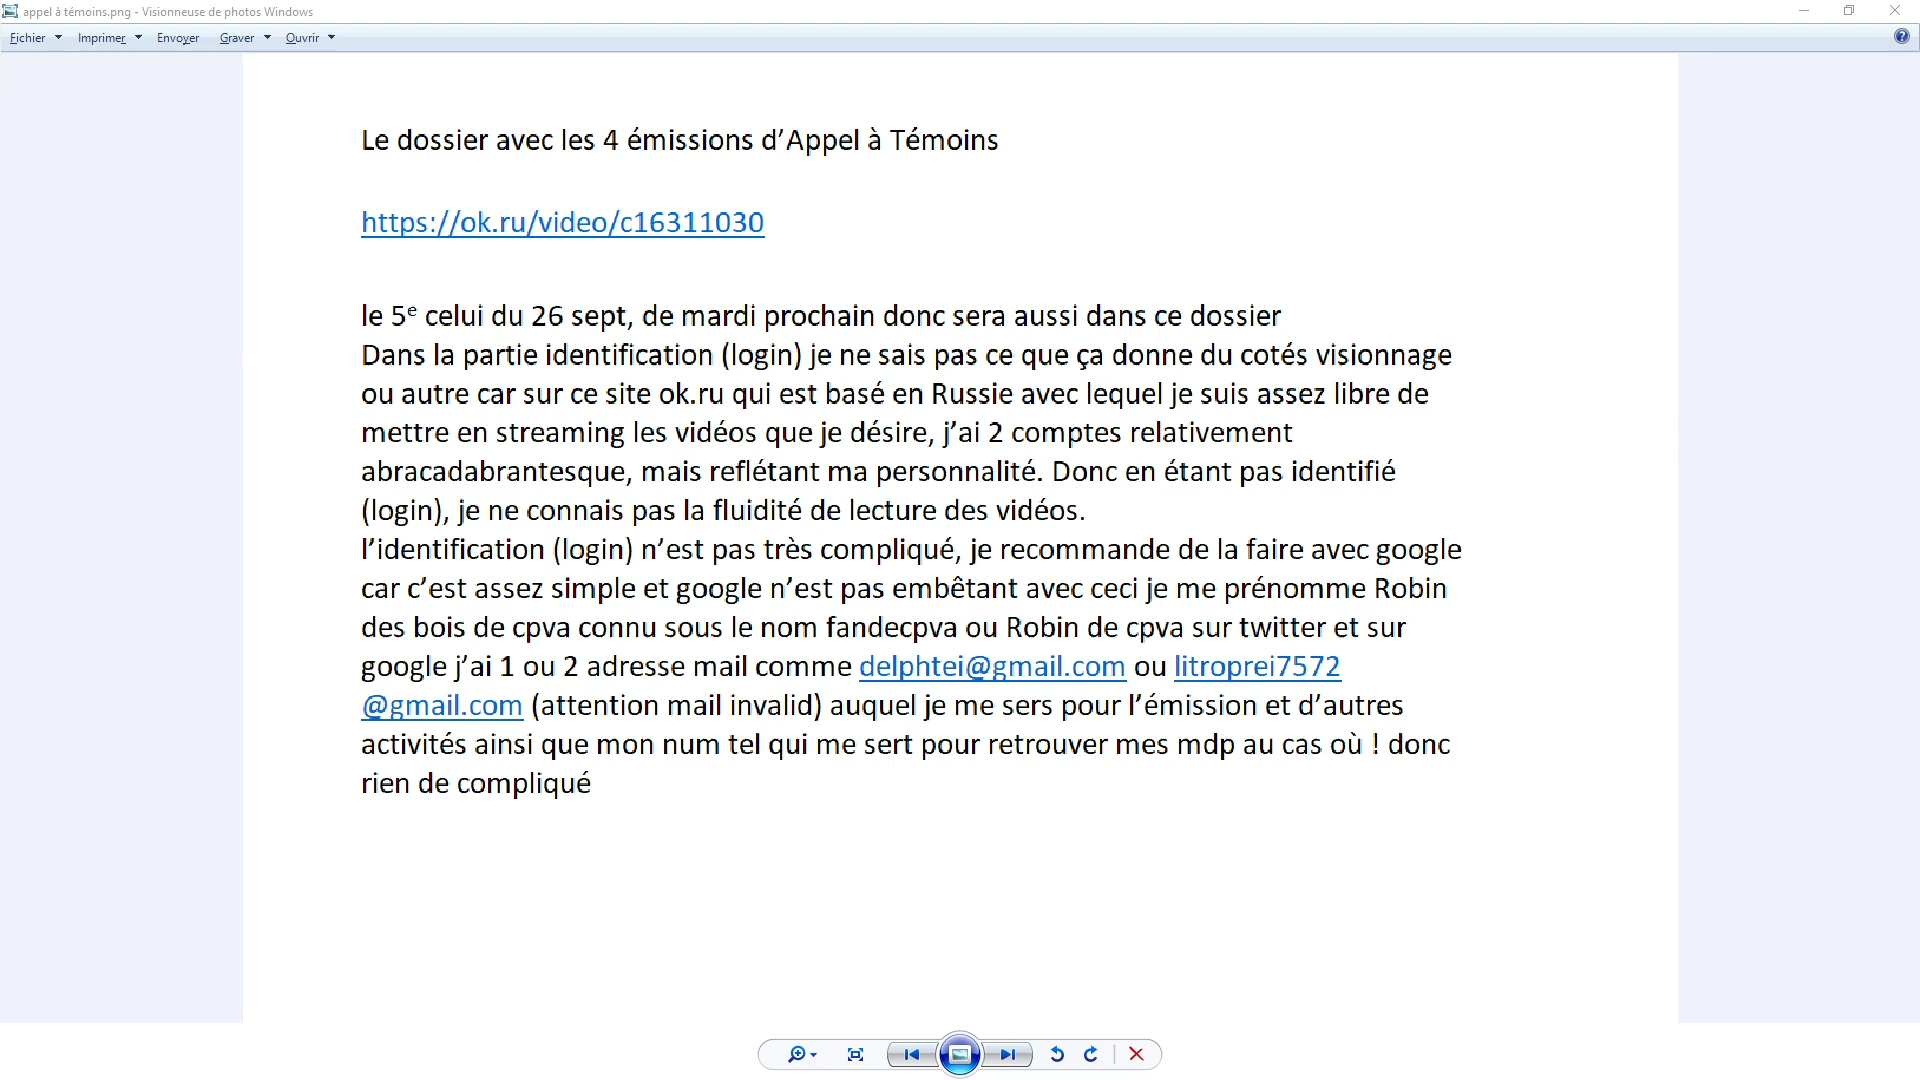 appel à témoins.png - Visionneuse de photos Windows
Fichier Imprimer Envoyer Graver Ouvrir
Le dossier avec les 4 émissions d’Appel à Témoins
https://ok.ru/video/c16311030
le 5e celui du 26 sept, de mardi prochain donc sera aussi dans ce dossier
Dans la partie identification (login) je ne sais pas ce que ça donne du cotés visionnage
ou autre car sur ce site ok.ru qui est basé en Russie avec lequel je suis assez libre de
mettre en streaming les vidéos que je désire, j’ai 2 comptes relativement
abracadabrantesque, mais reflétant ma personnalité. Donc en étant pas identifié
(login), je ne connais pas la fluidité de lecture des vidéos.
l’identification (login) n’est pas très compliqué, je recommande de la faire avec google
car c’est assez simple et google n’est pas embêtant avec ceci je me prénomme Robin
des bois de cpva connu sous le nom fandecpva ou Robin de cpva sur twitter et sur
google j’ai 1 ou 2 adresse mail comme delphtei@gmail.com ou litroprei7572
@gmail.com (attention mail invalid) auquel je me sers pour l’émission et d’autres
activités ainsi que mon num tel qui me sert pour retrouver mes mdp au cas où ! donc
rien de compliqué